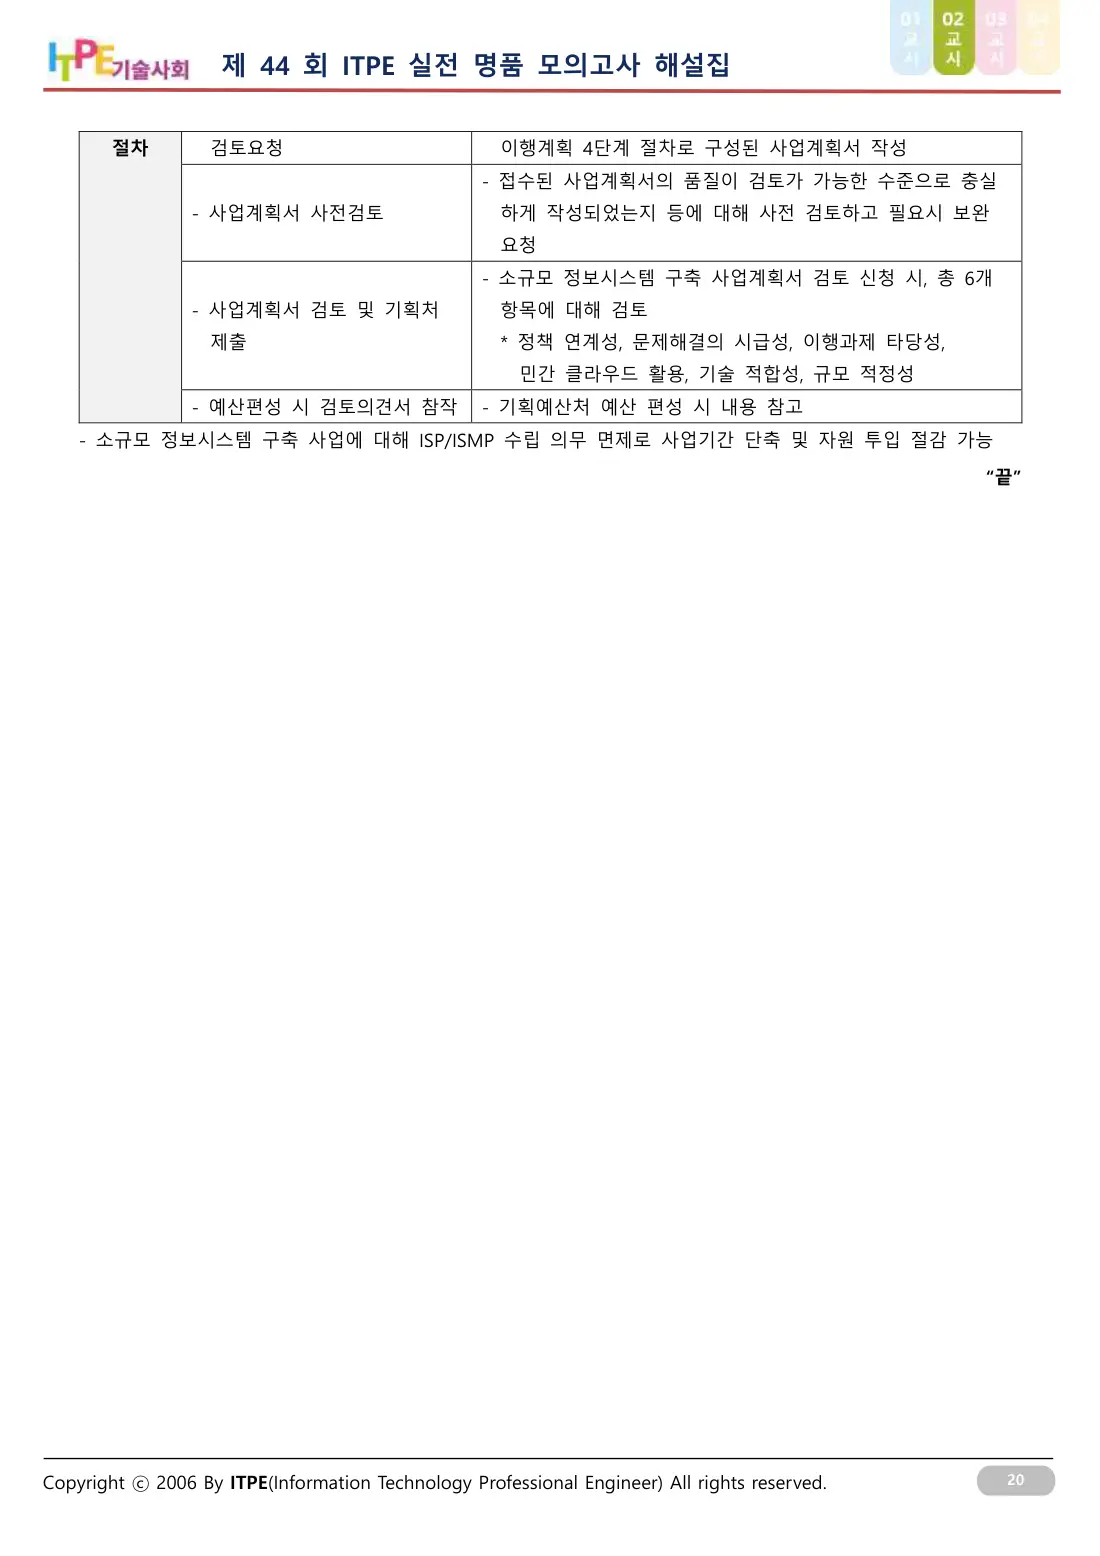 ITPE기술사회 제 44 회 ITPE 실전 명품 모의고사 해설집
01 교 시
02 교 시
03 교 시
04
절차
검토요청
이행계획 4단계 절차로 구성된 사업계획서 작성
- 사업계획서 사전검토
- 접수된 사업계획서의 품질이 검토가 가능한 수준으로 충실
하게 작성되었는지 등에 대해 사전 검토하고 필요시 보완
요청
- 사업계획서 검토 및 기획처
제출
- 소규모 정보시스템 구축 사업계획서 검토 신청 시, 총 6개
항목에 대해 검토
* 정책 연계성, 문제해결의 시급성, 이행과제 타당성,
민간 클라우드 활용, 기술 적합성, 규모 적정성
- 예산편성 시 검토의견서 참작
- 기획예산처 예산 편성 시 내용 참고
- 소규모 정보시스템 구축 사업에 대해 ISP/ISMP 수립 의무 면제로 사업기간 단축 및 자원 투입 절감 가능
“끝”
Copyright ⓒ 2006 By ITPE(Information Technology Professional Engineer) All rights reserved.
20